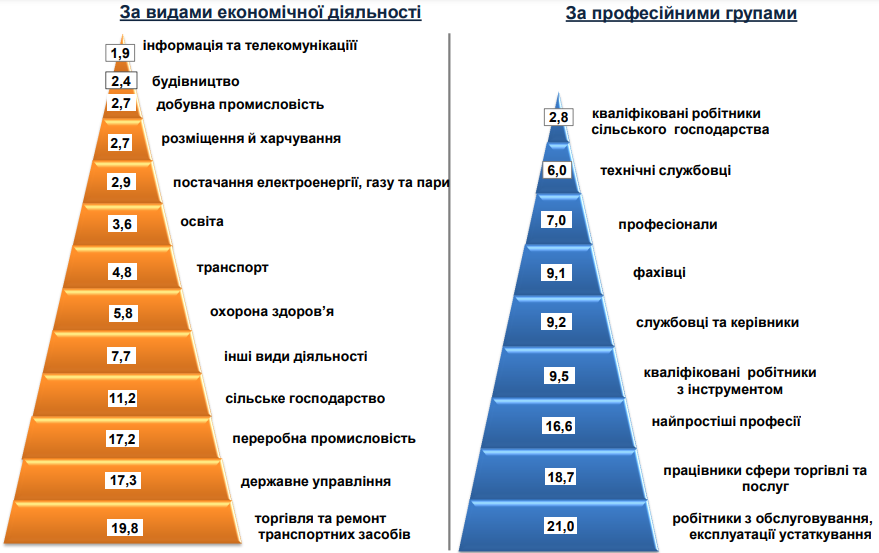 За видами економічної діяльності
1,9 інформація та телекомунікаціїї
2,4 будівництво
2,7 добувна промисловість
2,7 розміщення й харчування
2,9 постачання електроенергії, газу та пари
3,6 освіта
4,8 транспорт
5,8 охорона здоров’я
7,7 інші види діяльності
11,2 сільське господарство
17,2 переробна промисловість
17,3 державне управління
19,8 торгівля та ремонт
транспортних засобів
За професійними групами
2,8 кваліфіковані робітники
сільського господарства
6,0 технічні службовці
7,0 професіонали
9,1 фахівці
9,2 службовці та керівники
9,5 кваліфіковані робітники
з інструментом
16,6 найпростіші професії
18,7 працівники сфери торгівлі та
послуг
21,0 робітники з обслуговування,
експлуатації устаткування